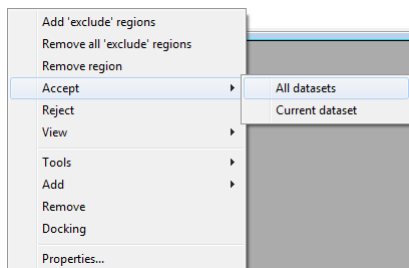 Add 'exclude' regions
Remove all 'exclude' regions
Remove region
Accept
All datasets
Reject
Current dataset
View
Tools
Add
Remove
Docking
Properties...